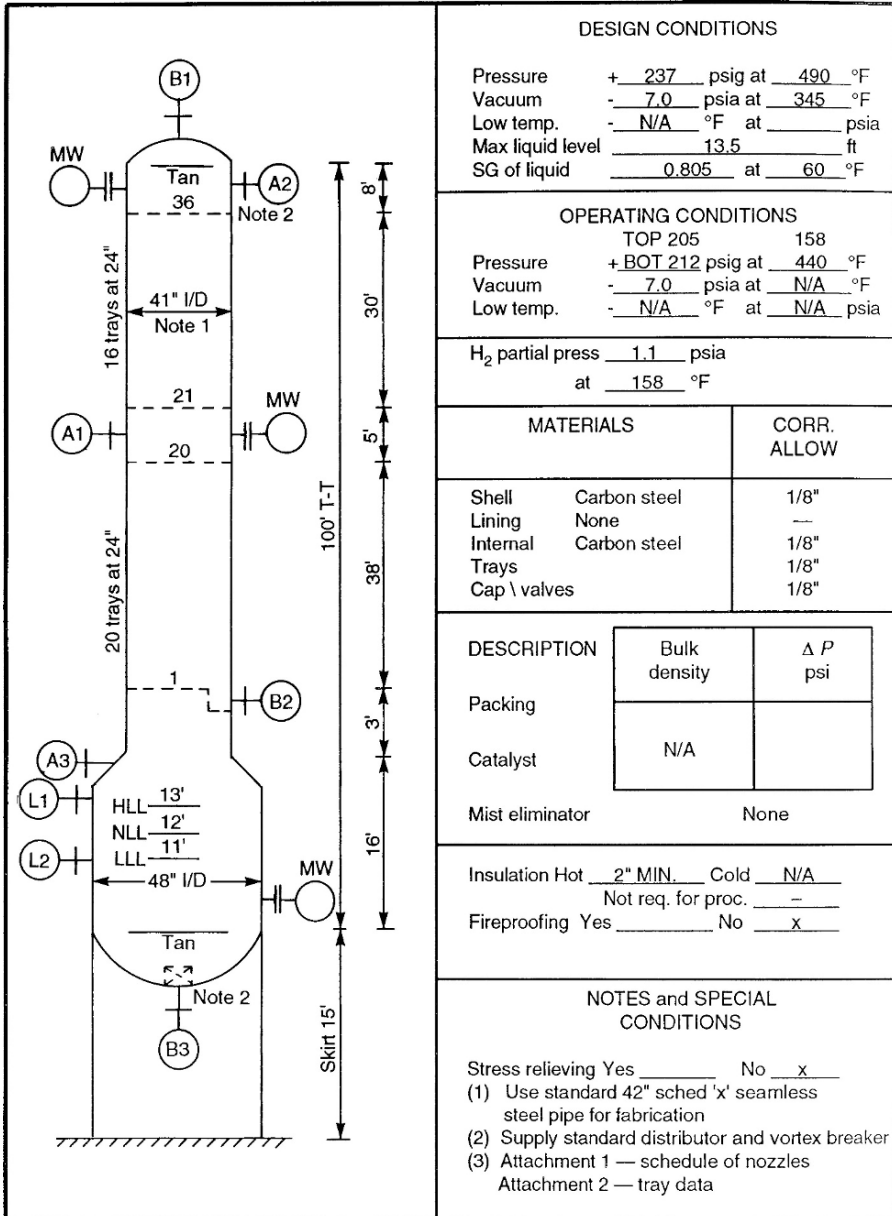 B1
MW
Tan
A2
36
Note 2
8'
16 trays at 24"
41" I/D
Note 1
30'
21
MW
A1
5'
20
100' T-T
20 trays at 24"
38'
1
B2
3'
A3
L1
HLL 13'
NLL 12'
L2
LLL 11'
16'
MW
48" I/D
Tan
Note 2
B3
Skirt 15'
DESIGN CONDITIONS
Pressure + 237 psig at 490 °F
Vacuum - 7.0 psia at 345 °F
Low temp. - N/A °F at psia
Max liquid level 13.5 ft
SG of liquid 0.805 at 60 °F
OPERATING CONDITIONS
TOP 205 158
Pressure + BOT 212 psig at 440 °F
Vacuum - 7.0 psia at N/A °F
Low temp. - N/A °F at N/A psia
H2 partial press 1.1 psia
at 158 °F
MATERIALS CORR.
ALLOW
Shell Carbon steel 1/8"
Lining None —
Internal Carbon steel 1/8"
Trays 1/8"
Cap \ valves 1/8"
DESCRIPTION Bulk Δ P
density psi
Packing
Catalyst N/A
Mist eliminator None
Insulation Hot 2" MIN. Cold N/A
Not req. for proc. –
Fireproofing Yes No x
NOTES and SPECIAL
CONDITIONS
Stress relieving Yes No x
(1) Use standard 42" sched 'x' seamless
steel pipe for fabrication
(2) Supply standard distributor and vortex breaker
(3) Attachment 1 — schedule of nozzles
Attachment 2 — tray data